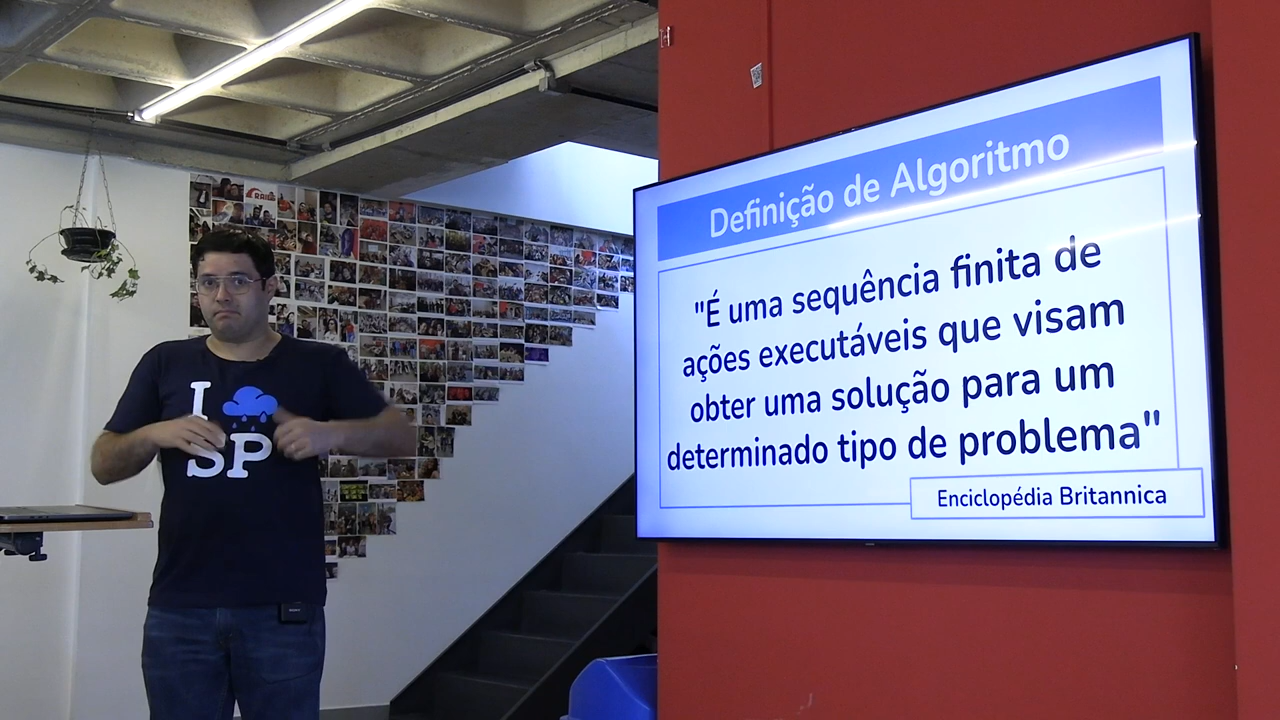 Definição de Algoritmo
"É uma sequência finita de
ações executáveis que visam
obter uma solução para um
determinado tipo de problema"
Enciclopédia Britannica
I
SP
SONY